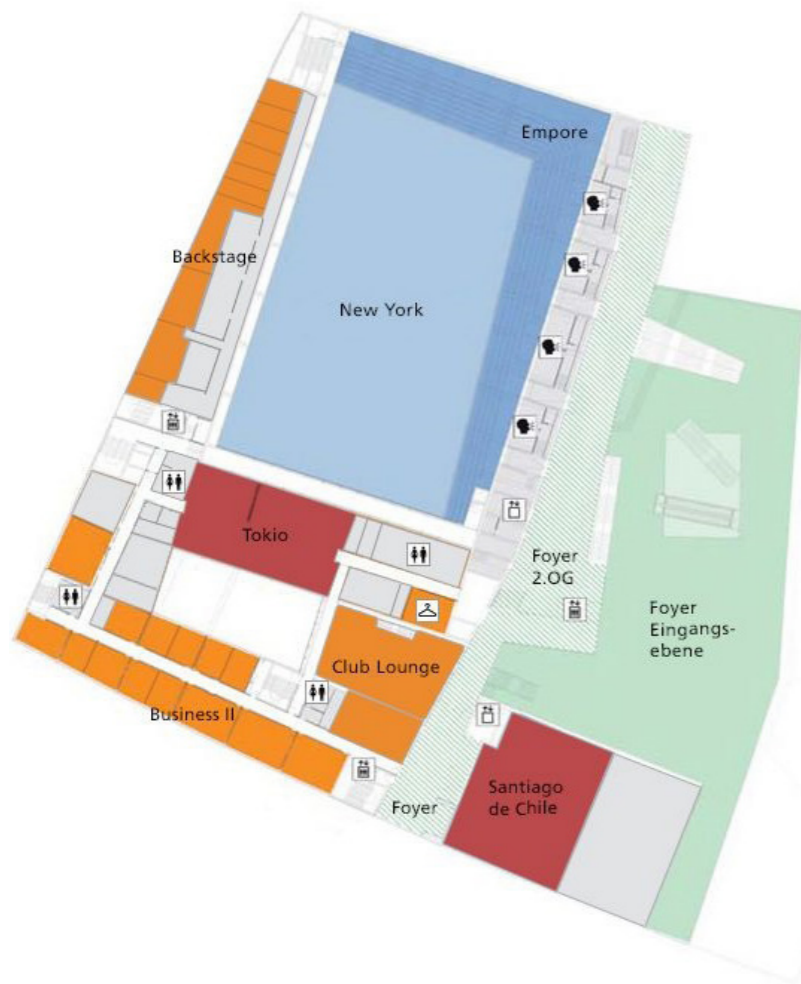 Empore
Backstage
New York
Tokio
Foyer
2.OG
Foyer
Eingangs-
ebene
Club Lounge
Business II
Santiago
de Chile
Foyer